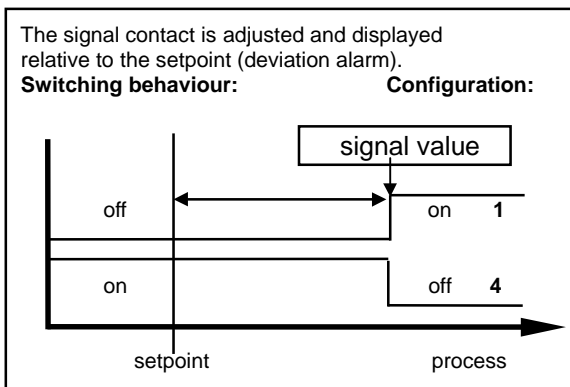 The signal contact is adjusted and displayed
relative to the setpoint (deviation alarm).
Switching behaviour: Configuration:
signal value
off on 1
on off 4
setpoint process